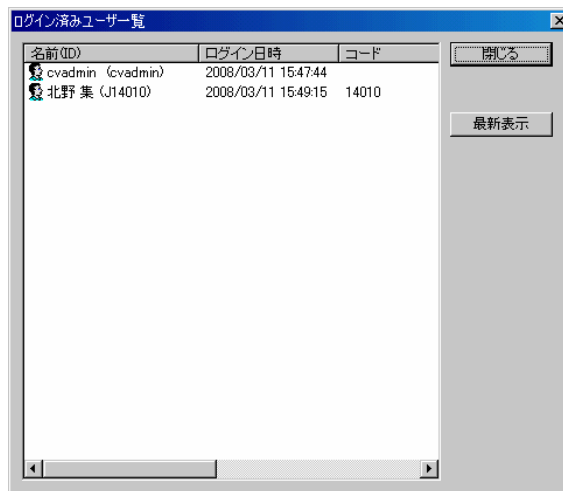 ログイン済みユーザー一覧
名前(ID) ログイン日時 コード
cvadmin (cvadmin) 2008/03/11 15:47:44
北野 集 (J14010) 2008/03/11 15:49:15 14010
閉じる
最新表示